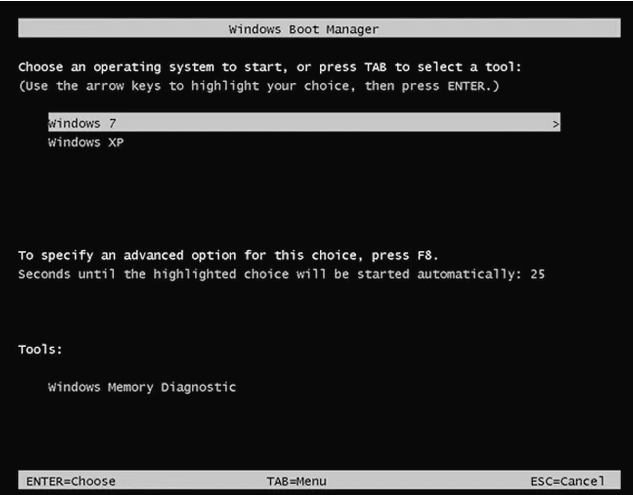 Windows Boot Manager
Choose an operating system to start, or press TAB to select a tool:
(Use the arrow keys to highlight your choice, then press ENTER.)
Windows 7 >
Windows XP
To specify an advanced option for this choice, press F8.
Seconds until the highlighted choice will be started automatically: 25
Tools:
Windows Memory Diagnostic
ENTER=Choose TAB=Menu ESC=Cancel